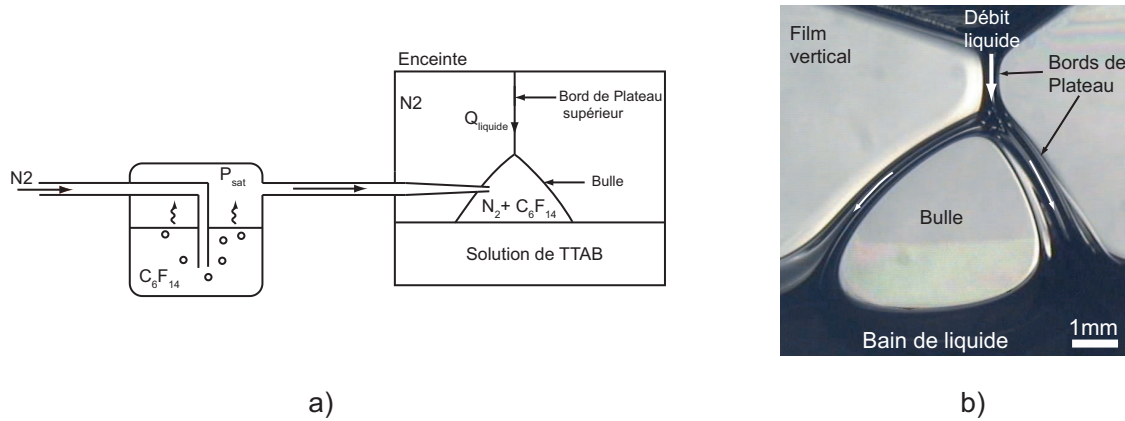 Enceinte
N2
Bord de Plateau
supérieur
Qliquide
N2
Psat
Bulle
N2+ C6F14
C6F14
Solution de TTAB
a)
Film
vertical
Débit
liquide
Bords de
Plateau
Bulle
1mm
Bain de liquide
b)